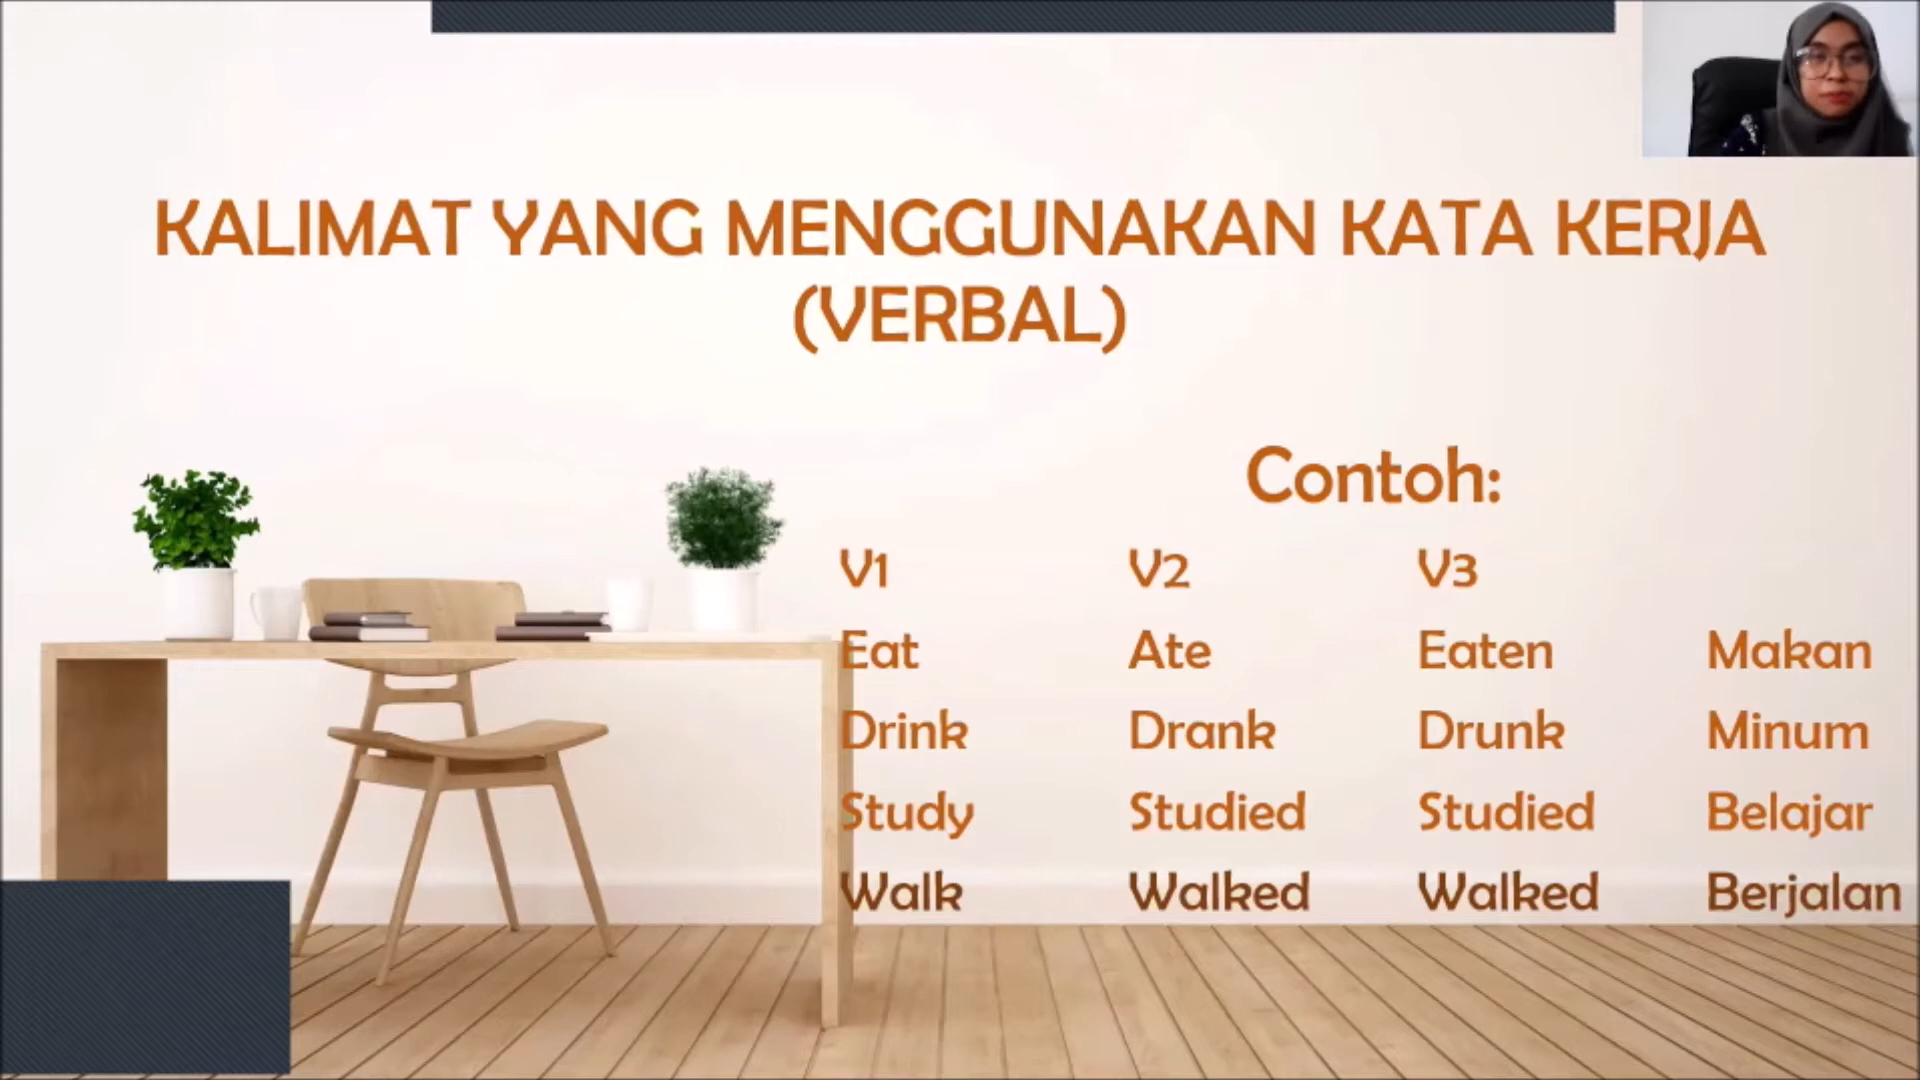 KALIMAT YANG MENGGUNAKAN KATA KERJA
(VERBAL)
Contoh:
V1 V2 V3
Eat Ate Eaten Makan
Drink Drank Drunk Minum
Study Studied Studied Belajar
Walk Walked Walked Berjalan